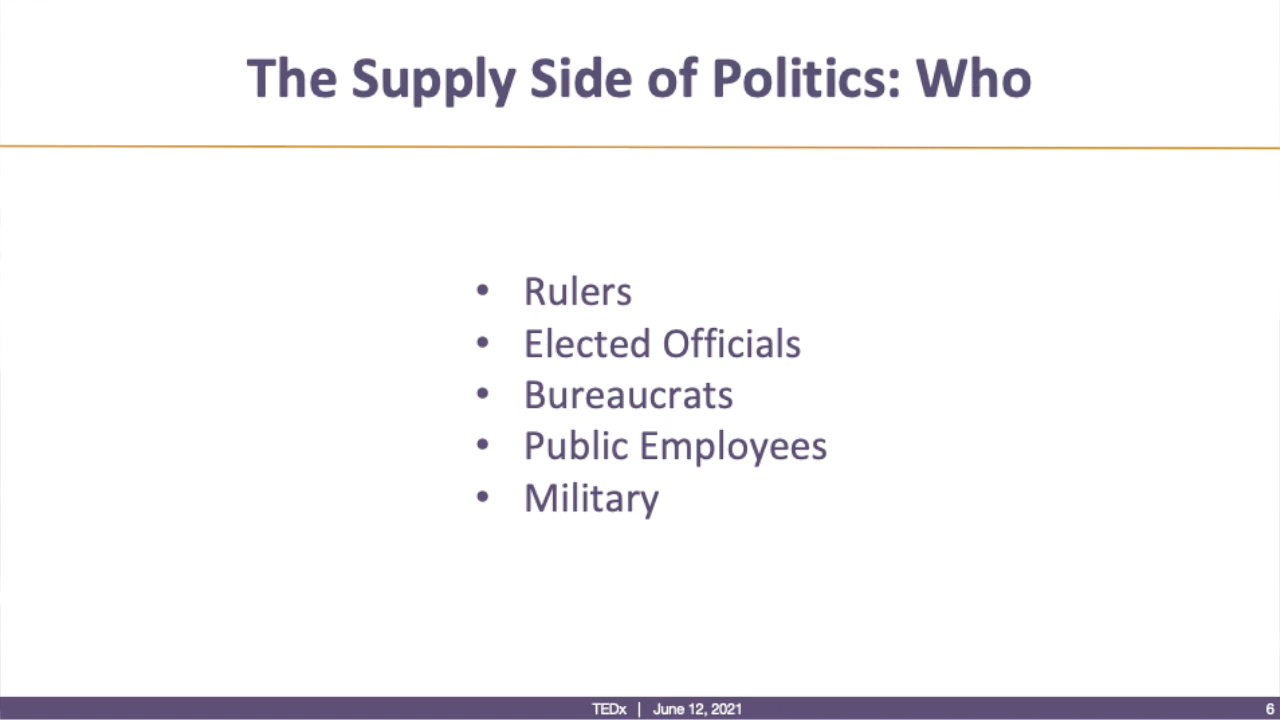 The Supply Side of Politics: Who
• Rulers
• Elected Officials
• Bureaucrats
• Public Employees
• Military
TEDx | June 12, 2021
6